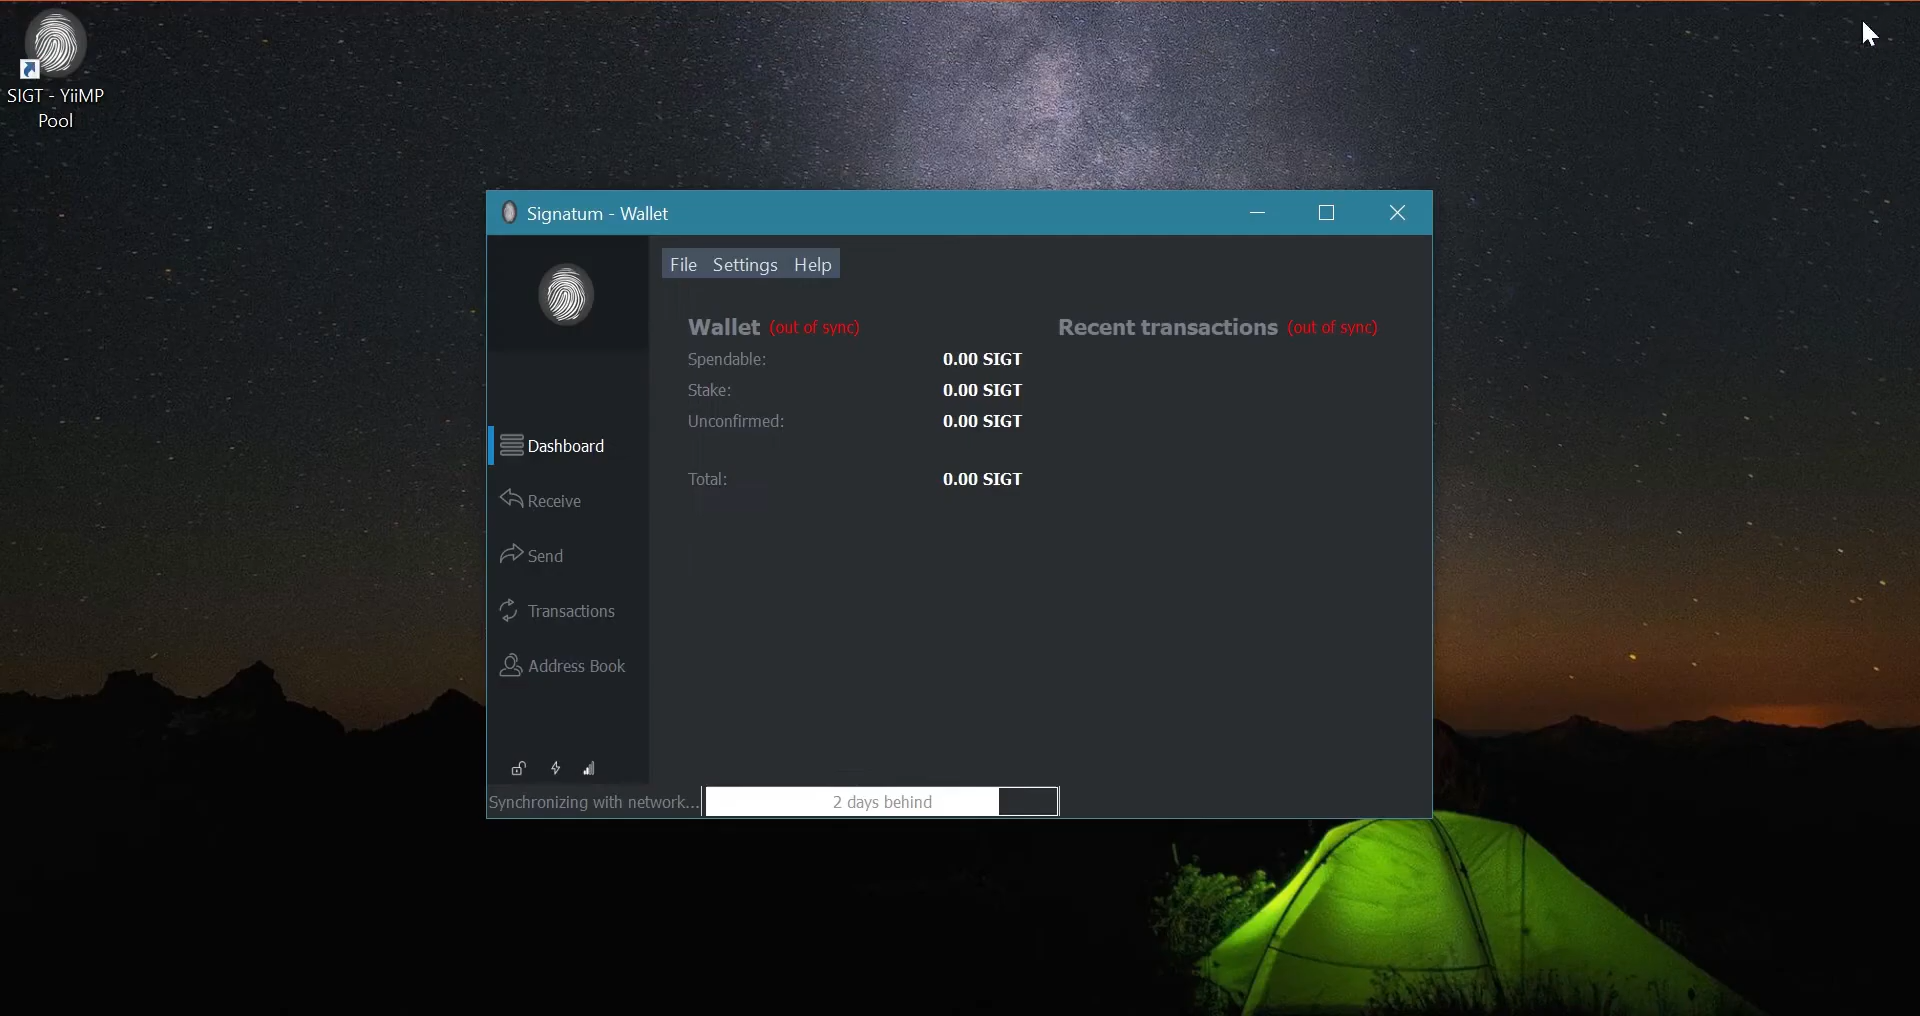 SIGT - YiiMP
Pool
Signatum - Wallet
File Settings Help
Wallet (out of sync)
Spendable: 0.00 SIGT
Stake: 0.00 SIGT
Unconfirmed: 0.00 SIGT
Total: 0.00 SIGT
Recent transactions (out of sync)
Dashboard
Receive
Send
Transactions
Address Book
Synchronizing with network... 2 days behind